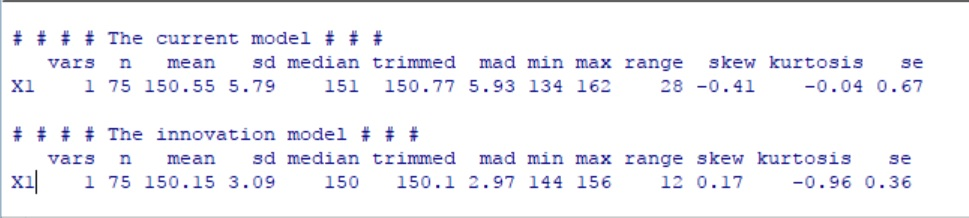 # # # # The current model # # #
vars n mean sd median trimmed mad min max range skew kurtosis se
X1 1 75 150.55 5.79 151 150.77 5.93 134 162 28 -0.41 -0.04 0.67
# # # # The innovation model # # #
vars n mean sd median trimmed mad min max range skew kurtosis se
X1 1 75 150.15 3.09 150 150.1 2.97 144 156 12 0.17 -0.96 0.36